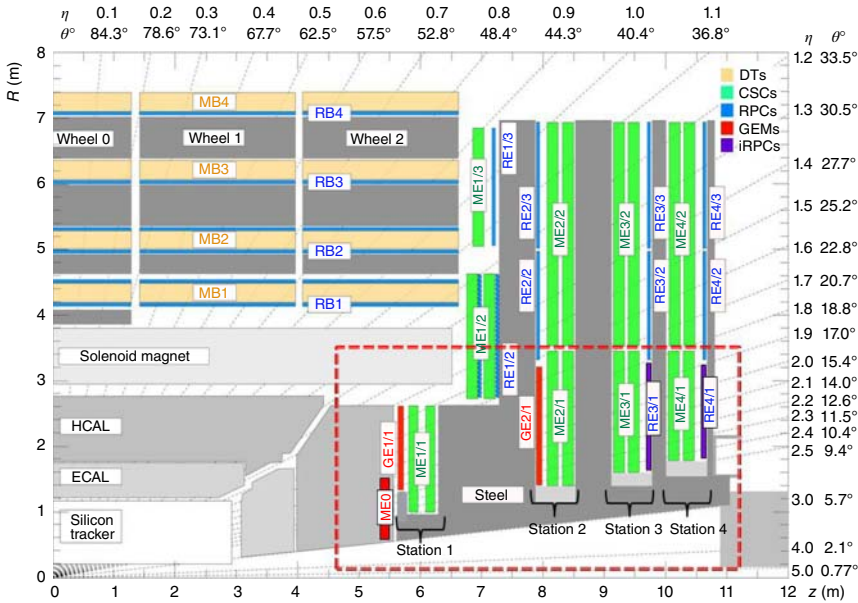 η 0.1 0.2 0.3 0.4 0.5 0.6 0.7 0.8 0.9 1.0 1.1
θ° 84.3° 78.6° 73.1° 67.7° 62.5° 57.5° 52.8° 48.4° 44.3° 40.4° 36.8° η θ°
R (m)
8
7
6
5
4
3
2
1
0
1.2 33.5°
1.3 30.5°
1.4 27.7°
1.5 25.2°
1.6 22.8°
1.7 20.7°
1.8 18.8°
1.9 17.0°
2.0 15.4°
2.1 14.0°
2.2 12.6°
2.3 11.5°
2.4 10.4°
2.5 9.4°
3.0 5.7°
4.0 2.1°
5.0 0.77°
DTs
CSCs
RPCs
GEMs
iRPCs
MB4
RB4
Wheel 0 Wheel 1 Wheel 2
MB3
RB3
MB2
RB2
MB1
RB1
Solenoid magnet
HCAL
ECAL
Silicon
tracker
Steel
ME1/3
RE1/3
ME1/2
RE1/2
RE2/3
RE2/2
ME2/2
ME3/2
RE3/3
RE3/2
ME4/2
RE4/3
RE4/2
GE1/1
ME1/1
ME0
GE2/1
ME2/1
ME3/1
RE3/1
ME4/1
RE4/1
Station 1
Station 2
Station 3
Station 4
0 1 2 3 4 5 6 7 8 9 10 11 12
z (m)